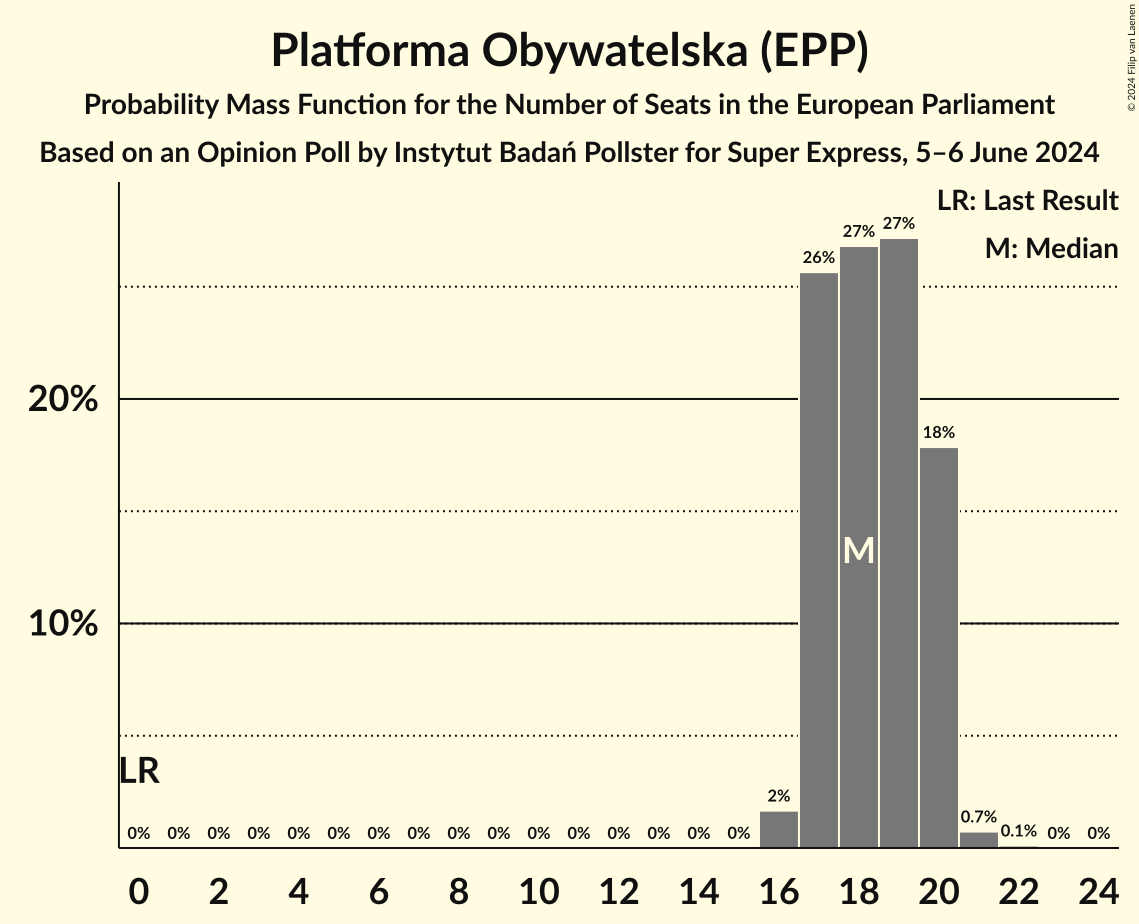 Platforma Obywatelska (EPP)
Probability Mass Function for the Number of Seats in the European Parliament
Based on an Opinion Poll by Instytut Badań Pollster for Super Express, 5–6 June 2024
© 2024 Filip van Laenen
LR: Last Result
M: Median
26% 27% 27%
20%
18%
M
10%
LR
2%
0% 0% 0% 0% 0% 0% 0% 0% 0% 0% 0% 0% 0% 0% 0% 0% 0.7% 0.1% 0% 0%
0 2 4 6 8 10 12 14 16 18 20 22 24